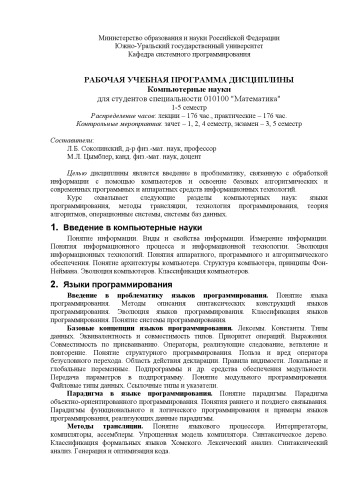 Министерство образования и науки Российской Федерации
Южно-Уральский государственный университет
Кафедра системного программирования
РАБОЧАЯ УЧЕБНАЯ ПРОГРАММА ДИСЦИПЛИНЫ
Компьютерные науки
для студентов специальности 010100 "Математика"
1-5 семестр
Распределение часов: лекции – 176 час., практические – 176 час.
Контрольные мероприятия: зачет – 1, 2, 4 семестр, экзамен – 3, 5 семестр
Составители:
Л.Б. Соколинский, д-р физ.-мат. наук, профессор
М.Л. Цымблер, канд. физ.-мат. наук, доцент
Целью дисциплины является введение в проблематику, связанную с обработкой
информации с помощью компьютеров и освоение базовых алгоритмических и
современных программных и аппаратных средств информационных технологий.
Курс охватывает следующие разделы компьютерных наук: языки
программирования, методы трансляции, технология программирования, теория
алгоритмов, операционные системы, системы баз данных.
1. Введение в компьютерные науки
Понятие информации. Виды и свойства информации. Измерение информации.
Понятия информационного процесса и информационной технологии. Эволюция
информационных технологий. Понятия аппаратного, программного и алгоритмического
обеспечения. Понятие архитектуры компьютера. Структура компьютера, принципы Фон-
Неймана. Эволюция компьютеров. Классификация компьютеров.
2. Языки программирования
Введение в проблематику языков программирования. Понятие языка
программирования. Методы описания синтаксических конструкций языков
программирования. Эволюция языков программирования. Классификация языков
программирования. Понятие системы программирования.
Базовые концепции языков программирования. Лексемы. Константы. Типы
данных. Эквивалентность и совместимость типов. Приоритет операций. Выражения.
Совместимость по присваиванию. Операторы, реализующие следование, ветвление и
повторение. Понятие структурного программирования. Польза и вред оператора
безусловного перехода. Область действия декларации. Правила видимости. Локальные и
глобальные переменные. Подпрограммы и др. средства обеспечения модульности.
Передача параметров в подпрограмму. Понятие модульного программирования.
Файловые типы данных. Ссылочные типы и указатели.
Парадигма в языке программирования. Понятие парадигмы. Парадигма
объектно-ориентированного программирования. Понятия раннего и позднего связывания.
Парадигмы функционального и логического программирования и примеры языков
программирования, реализующих данные парадигмы.
Методы трансляции. Понятие языкового процессора. Интерпретаторы,
компиляторы, ассемблеры. Упрощенная модель компилятора. Синтаксическое дерево.
Классификация формальных языков Хомского. Лексический анализ. Синтаксический
анализ. Генерация и оптимизация кода.